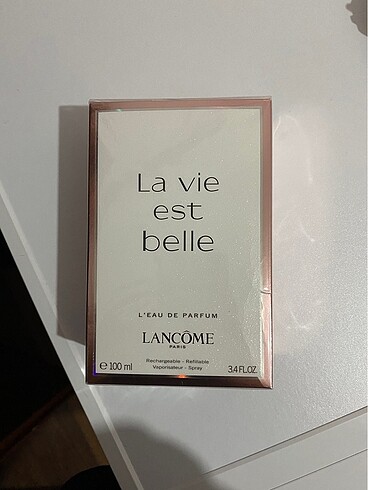 La vie
est
belle
L'EAU DE PARFUM
LANCÔME
PARIS
Rechargeable - Refillable
Vaporisateur - Spray
℮ 100 ml
3.4 FL.OZ.